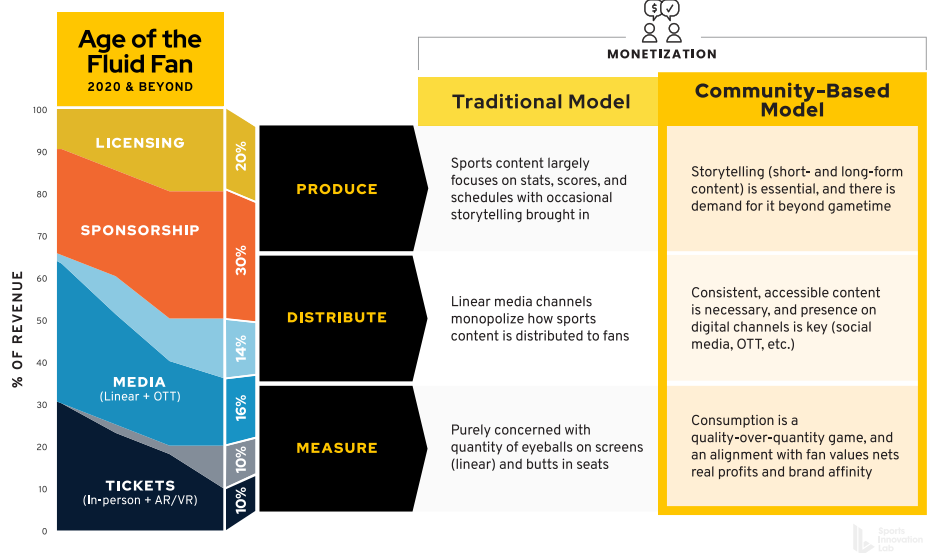 Age of the
Fluid Fan
2020 & BEYOND
MONETIZATION
Traditional Model
Community-Based
Model
% OF REVENUE
100
90
80
70
60
50
40
30
20
10
0
LICENSING
SPONSORSHIP
MEDIA
(Linear + OTT)
TICKETS
(In-person + AR/VR)
20%
30%
14%
16%
10%
10%
PRODUCE
Sports content largely
focuses on stats, scores, and
schedules with occasional
storytelling brought in
Storytelling (short- and long-form
content) is essential, and there is
demand for it beyond gametime
DISTRIBUTE
Linear media channels
monopolize how sports
content is distributed to fans
Consistent, accessible content
is necessary, and presence on
digital channels is key (social
media, OTT, etc.)
MEASURE
Purely concerned with
quantity of eyeballs on screens
(linear) and butts in seats
Consumption is a
quality-over-quantity game, and
an alignment with fan values nets
real profits and brand affinity
Sports
Innovation
Lab
$